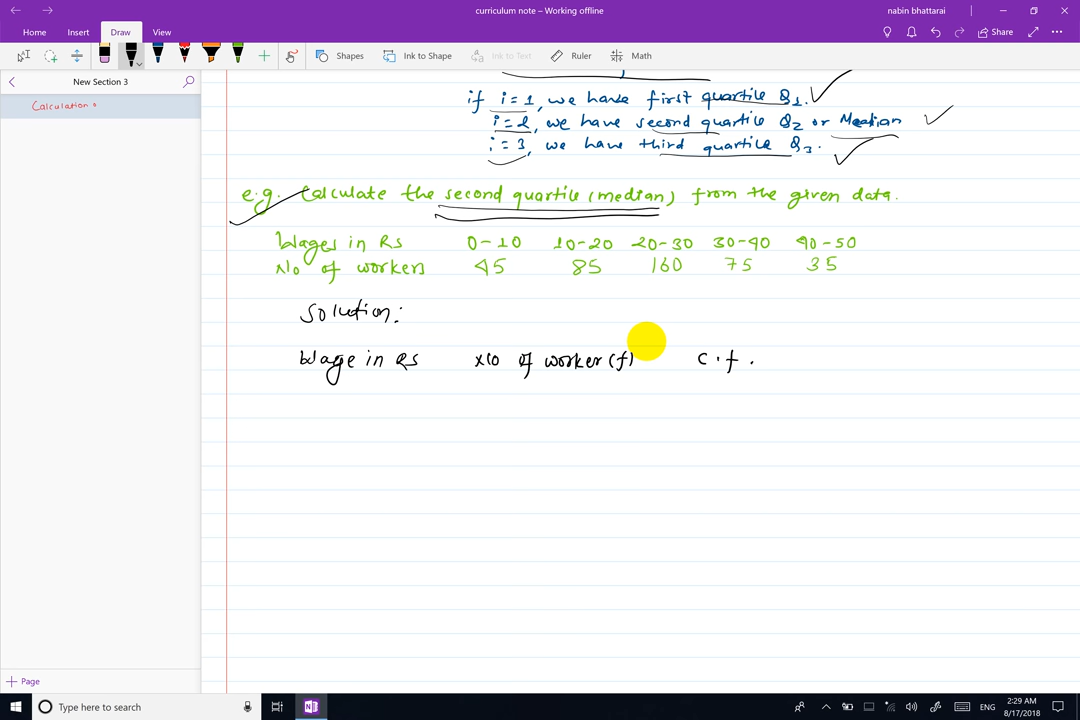 curriculum note – Working offline
nabin bhattarai
Home Insert Draw View
Share
Shapes Ink to Shape Ink to Text Ruler Math
New Section 3
Calculation
if i = 1, we have first quartile Q1.
i = 2, we have second quartile Q2 or Median
i = 3, we have third quartile Q3.
e.g. Calculate the second quartile (median) from the given data.
Wages in Rs 0-10 10-20 20-30 30-40 40-50
No of workers 45 85 160 75 35
Solution:
Wage in RS No of worker (f) C.f.
+ Page
Type here to search
ENG
2:29 AM
8/17/2018